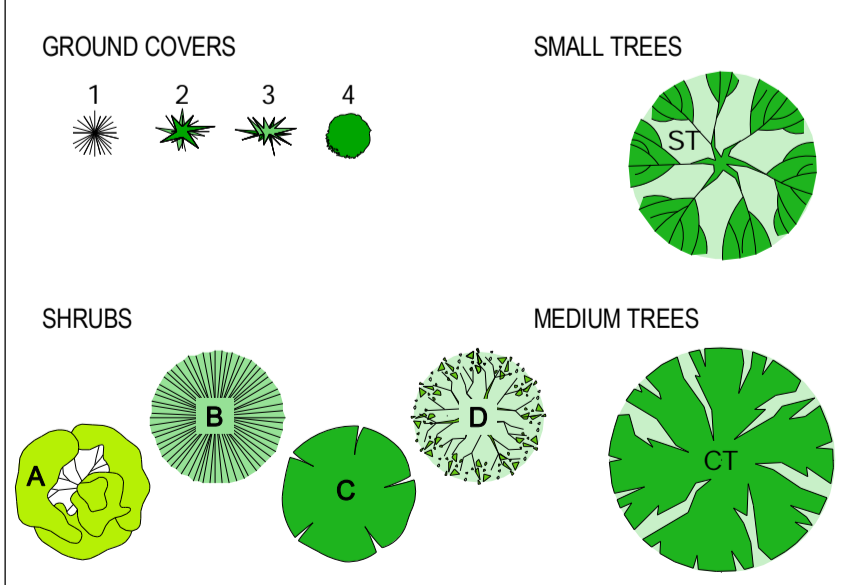 GROUND COVERS
1 2 3 4
SMALL TREES
ST
SHRUBS
A
B
C
D
MEDIUM TREES
CT